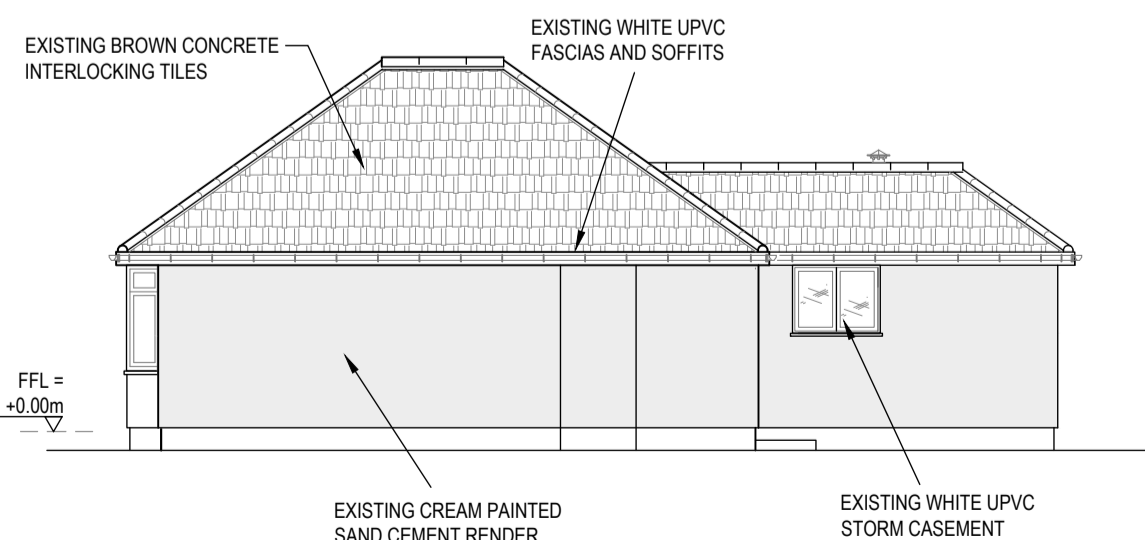 EXISTING BROWN CONCRETE
INTERLOCKING TILES
EXISTING WHITE UPVC
FASCIAS AND SOFFITS
FFL =
+0.00m
EXISTING CREAM PAINTED
SAND CEMENT RENDER
EXISTING WHITE UPVC
STORM CASEMENT